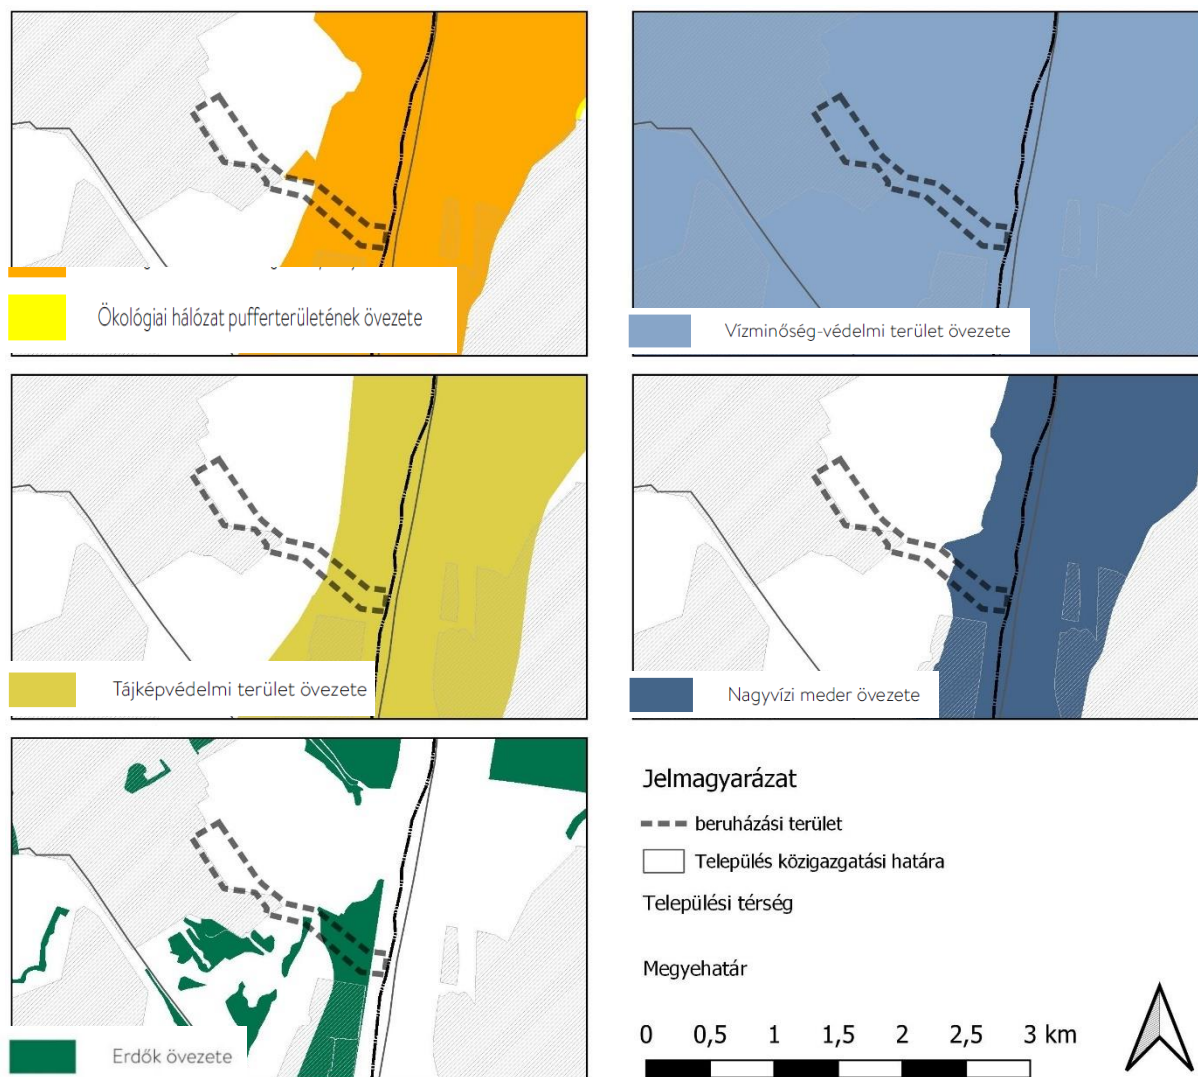 Ökológiai hálózat pufferterületének övezete
Vízminőség-védelmi terület övezete
Tájképvédelmi terület övezete
Nagyvízi meder övezete
Erdők övezete
Jelmagyarázat
beruházási terület
Település közigazgatási határa
Települési térség
Megyehatár
0 0,5 1 1,5 2 2,5 3 km